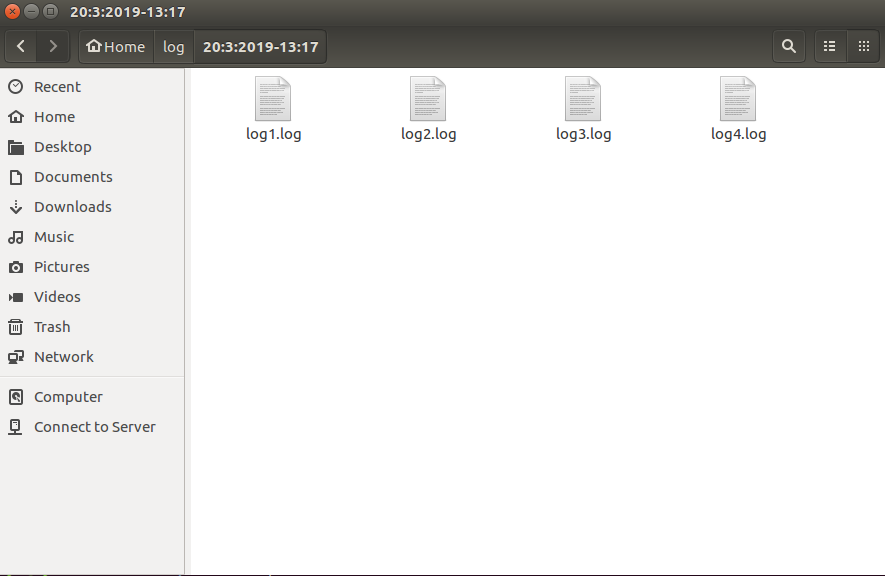 20:3:2019-13:17
Home log 20:3:2019-13:17
Recent
Home
Desktop
Documents
Downloads
Music
Pictures
Videos
Trash
Network
Computer
Connect to Server
log1.log log2.log log3.log log4.log